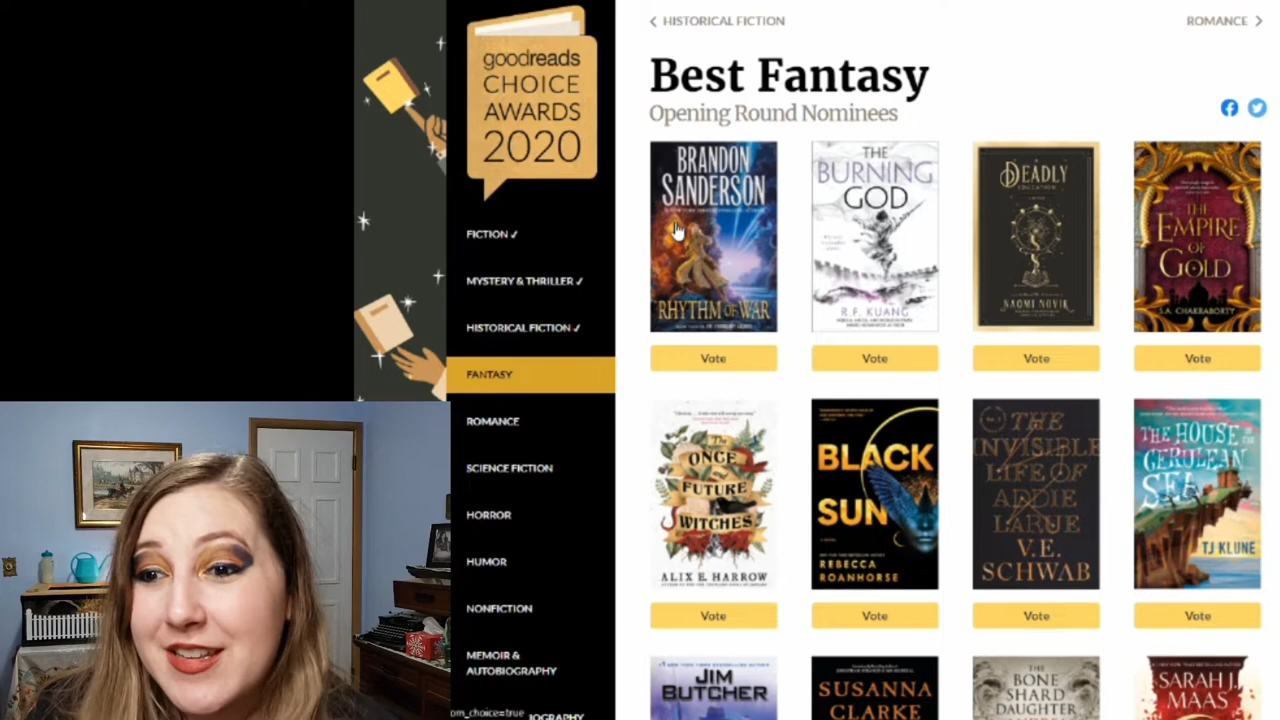 HISTORICAL FICTION
ROMANCE
goodreads
CHOICE
AWARDS
2020
FICTION ✓
MYSTERY & THRILLER ✓
HISTORICAL FICTION ✓
FANTASY
ROMANCE
SCIENCE FICTION
HORROR
HUMOR
NONFICTION
MEMOIR &
AUTOBIOGRAPHY
IOGRAPHY
om_choice=true
Best Fantasy
Opening Round Nominees
BRANDON
SANDERSON
RHYTHM OF WAR
THE
BURNING
GOD
R.F. KUANG
A
DEADLY
EDUCATION
NAOMI NOVIK
THE
EMPIRE
OF
GOLD
S.A. CHAKRABORTY
Vote
Vote
Vote
Vote
The
ONCE
AND
FUTURE
WITCHES
ALIX E. HARROW
BLACK
SUN
REBECCA
ROANHORSE
THE
INVISIBLE
LIFE OF
ADDIE
LARUE
V.E.
SCHWAB
THE HOUSE
IN THE
CERULEAN
SEA
TJ KLUNE
Vote
Vote
Vote
Vote
JIM
BUTCHER
SUSANNA
CLARKE
THE
BONE
SHARD
DAUGHTER
SARAH J.
MAAS